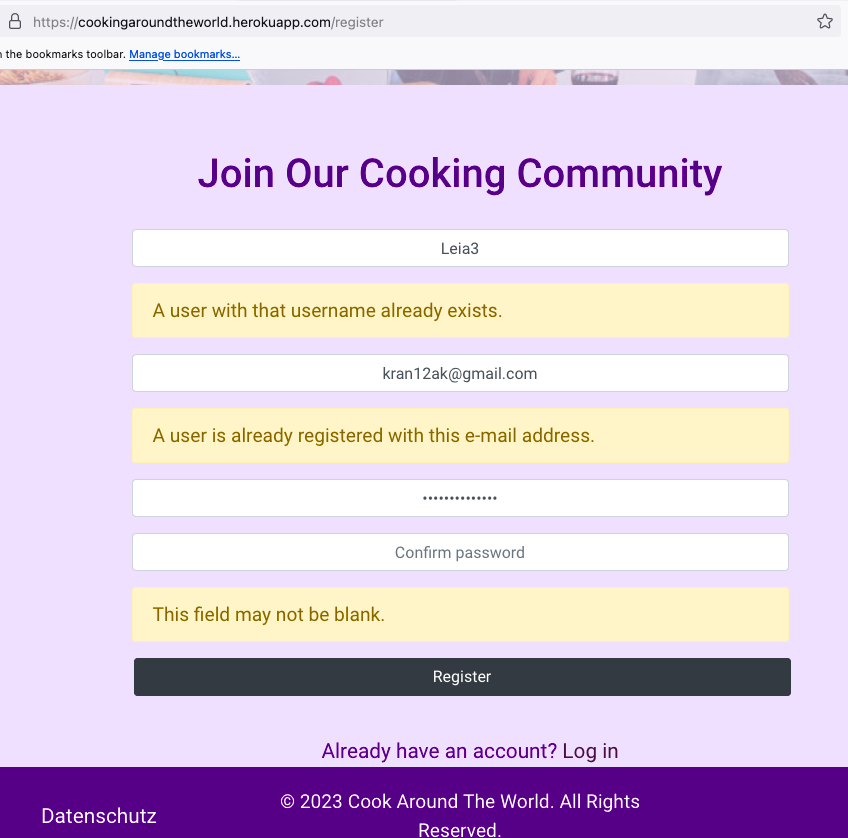 https://cookingaroundtheworld.herokuapp.com/register
the bookmarks toolbar. Manage bookmarks...
Join Our Cooking Community
Leia3
A user with that username already exists.
kran12ak@gmail.com
A user is already registered with this e-mail address.
••••••••••••••
Confirm password
This field may not be blank.
Register
Already have an account? Log in
Datenschutz
© 2023 Cook Around The World. All Rights
Reserved.